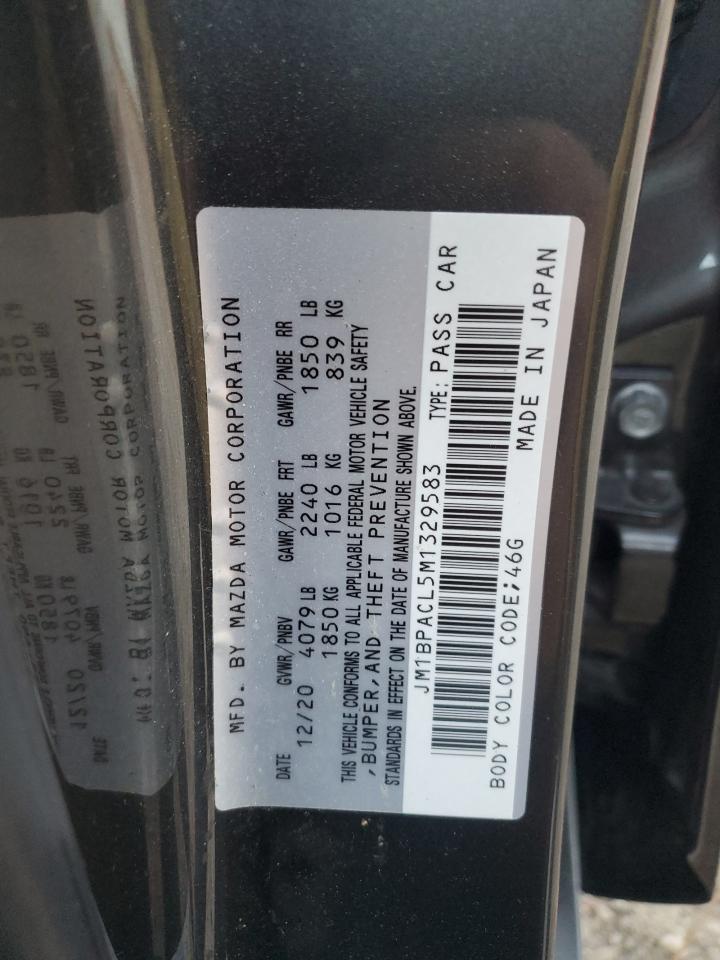 MFD. BY MAZDA MOTOR CORPORATION
DATE GVWR/PNBV GAWR/PNBE FRT GAWR/PNBE RR
12/20 4079 LB 2240 LB 1850 LB
1850 KG 1016 KG 839 KG
THIS VEHICLE CONFORMS TO ALL APPLICABLE FEDERAL MOTOR VEHICLE SAFETY
,BUMPER,AND THEFT PREVENTION
STANDARDS IN EFFECT ON THE DATE OF MANUFACTURE SHOWN ABOVE.
JM1BPACL5M1329583 TYPE: PASS CAR
BODY COLOR CODE;46G MADE IN JAPAN